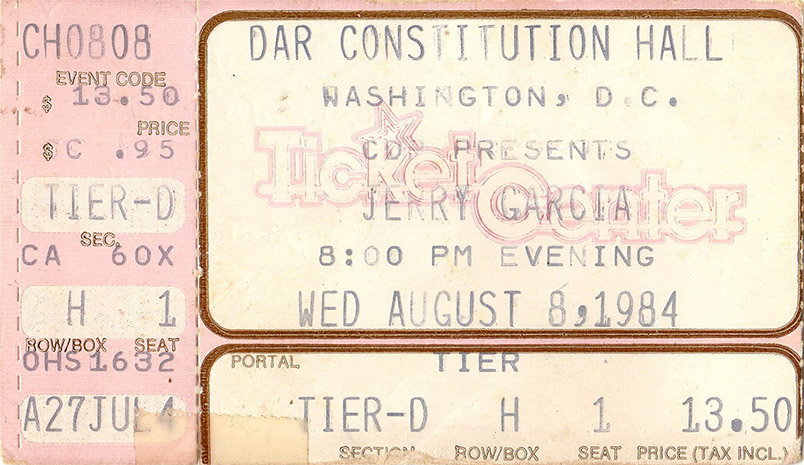 CH0808
EVENT CODE
$ 13.50
PRICE
$C .95
TIER-D
SEC.
CA 60X
H 1
ROW/BOX SEAT
OHS1632
A27JUL4
DAR CONSTITUTION HALL
WASHINGTON, D.C.
Ticket Center
CDP PRESENTS
JERRY GARCIA
8:00 PM EVENING
WED AUGUST 8,1984
PORTAL TIER
TIER-D H 1 13.50
SECTION ROW/BOX SEAT PRICE (TAX INCL.)